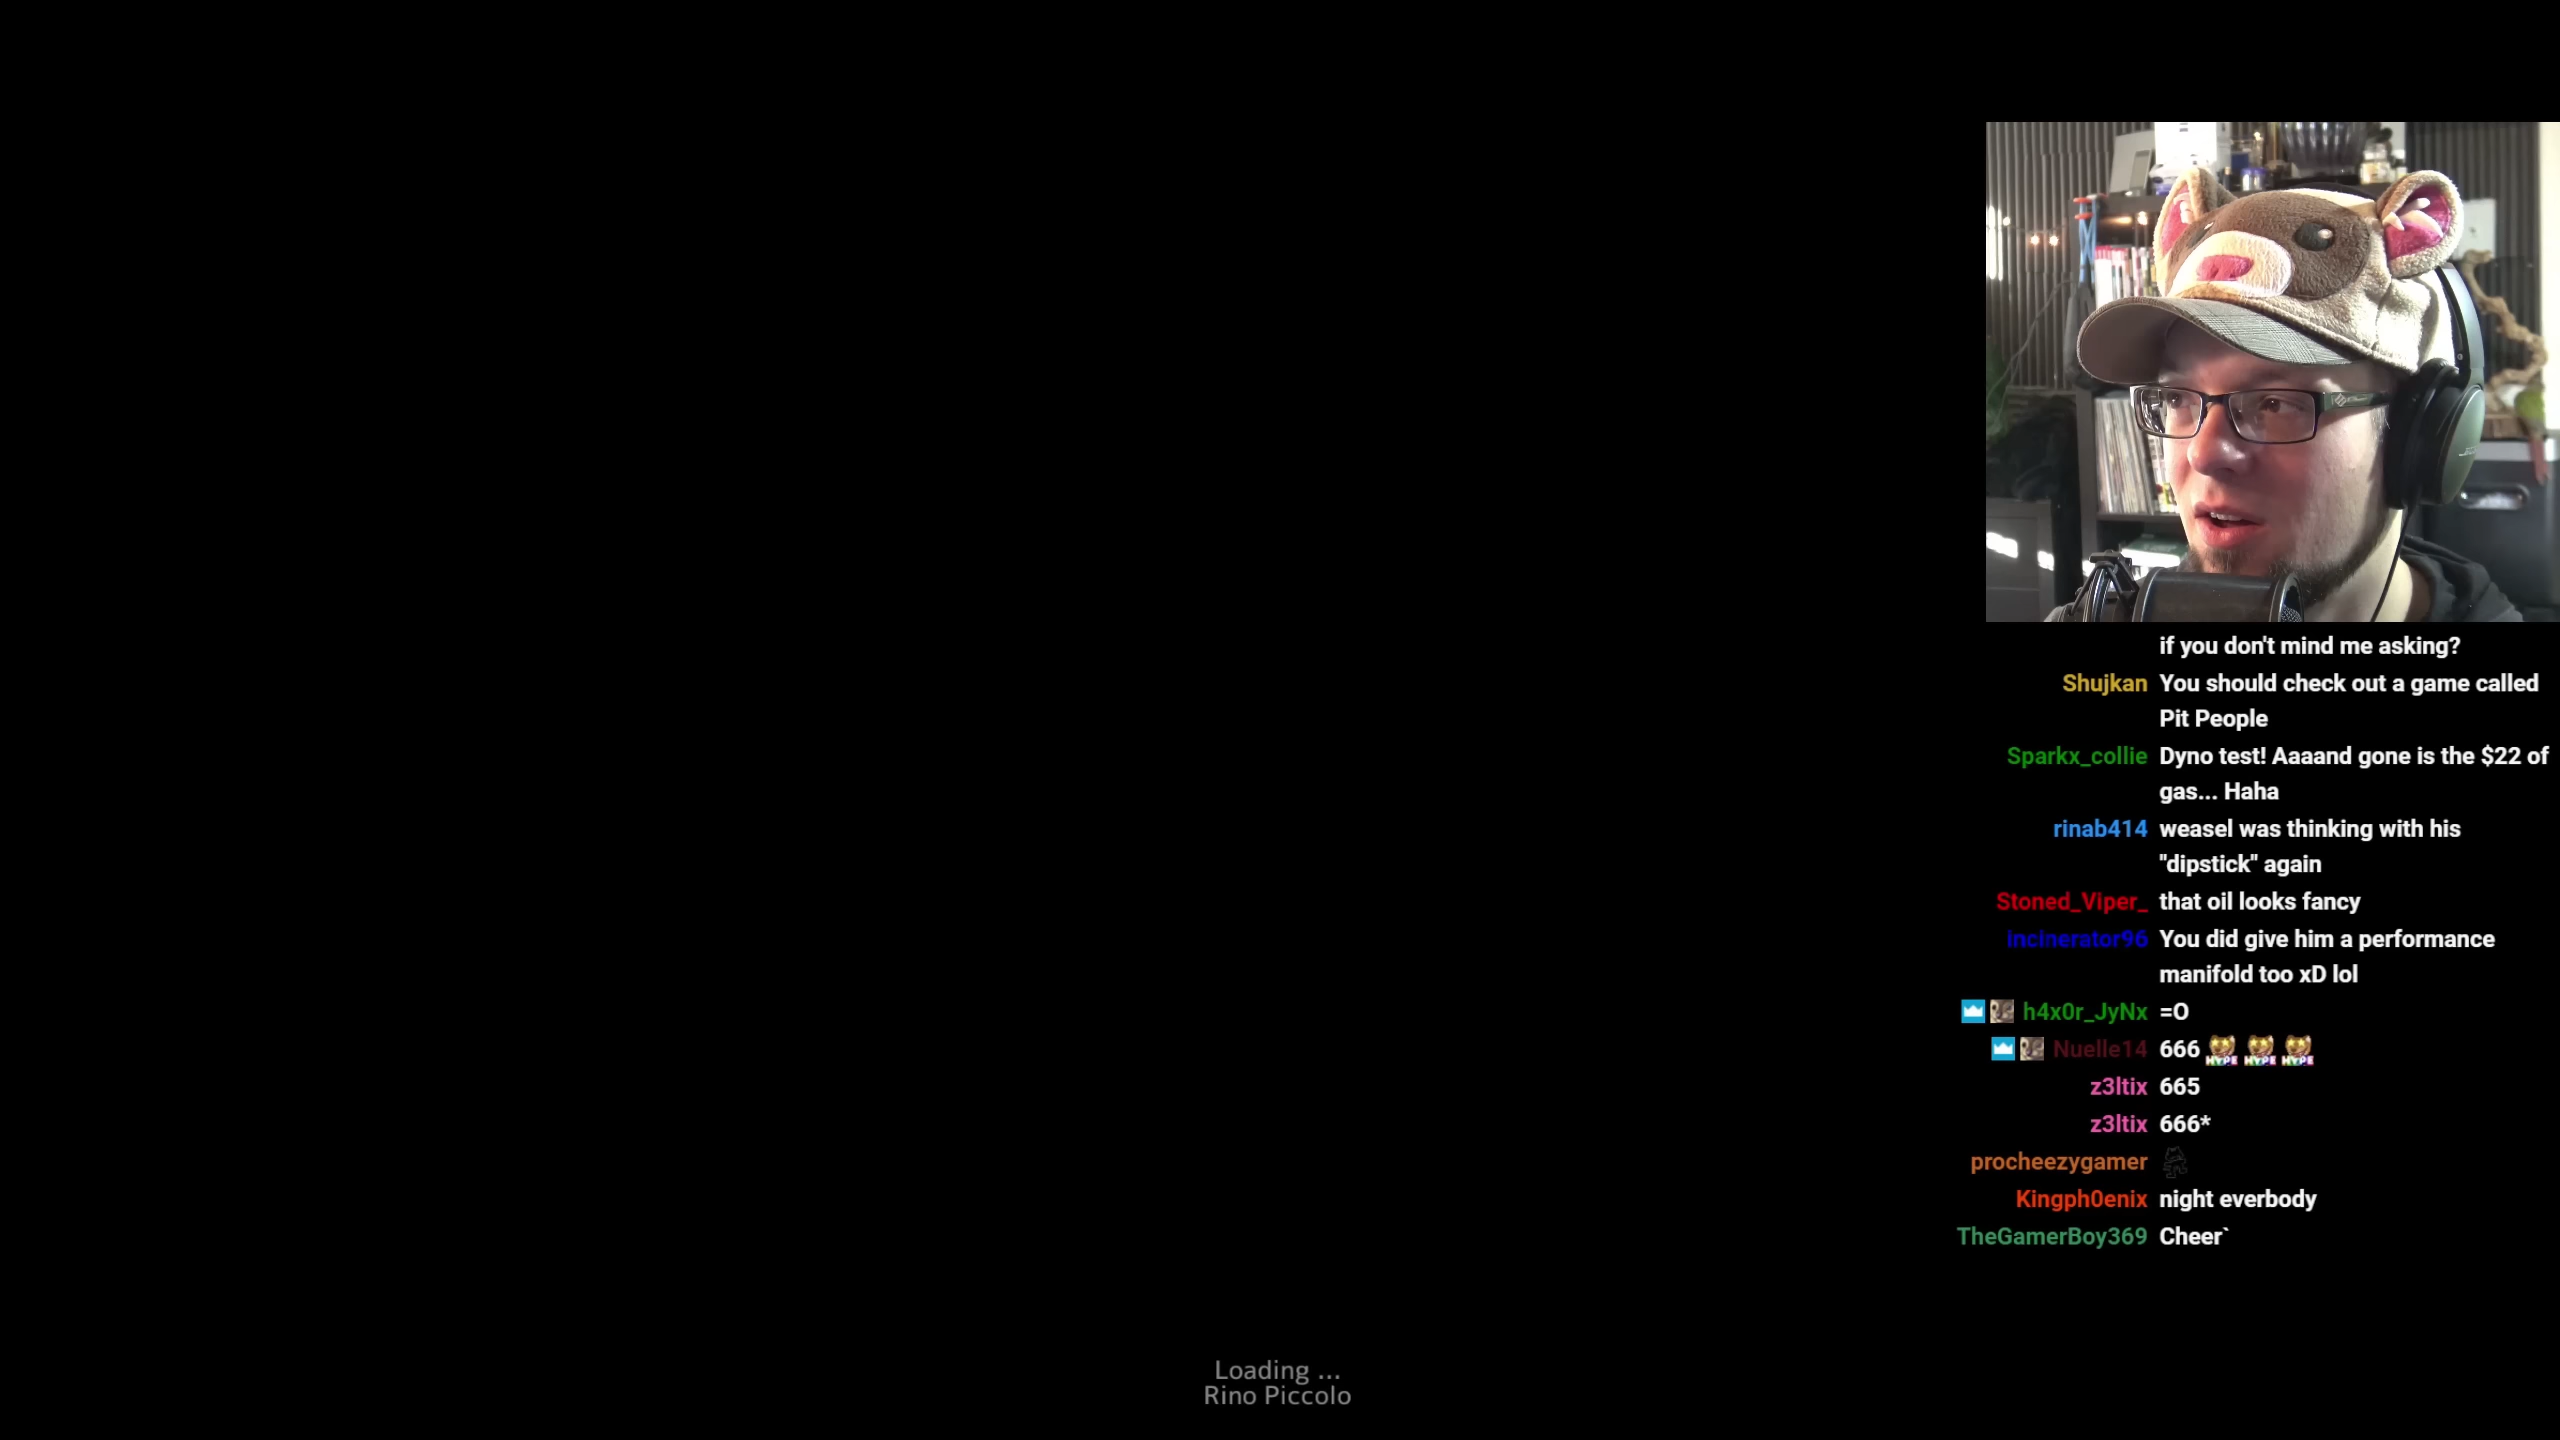 if you don't mind me asking?
Shujkan You should check out a game called
Pit People
Sparkx_collie Dyno test! Aaaand gone is the $22 of
gas... Haha
rinab414 weasel was thinking with his
"dipstick" again
Stoned_Viper_ that oil looks fancy
incinerator96 You did give him a performance
manifold too xD lol
h4x0r_JyNx =O
Nuelle14 666 HYPE HYPE HYPE
z3ltix 665
z3ltix 666*
procheezygamer
Kingph0enix night everbody
TheGamerBoy369 Cheer`
Loading ...
Rino Piccolo